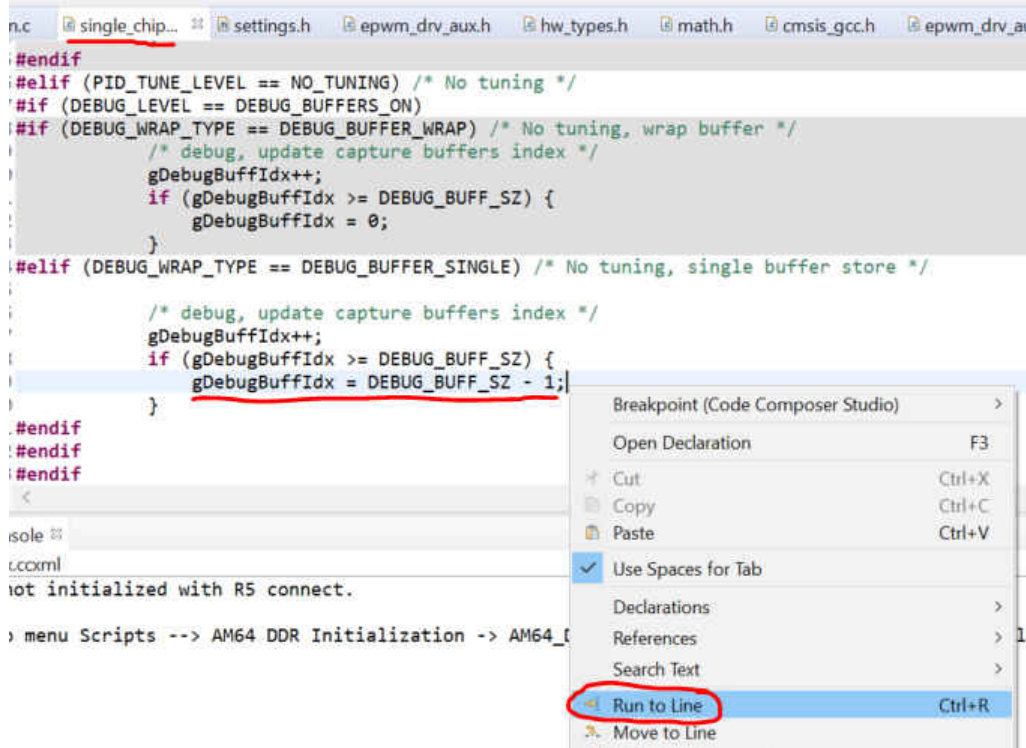 n.c single_chip... settings.h epwm_drv_aux.h hw_types.h math.h cmsis_gcc.h epwm_drv_au
#endif
#elif (PID_TUNE_LEVEL == NO_TUNING) /* No tuning */
#if (DEBUG_LEVEL == DEBUG_BUFFERS_ON)
#if (DEBUG_WRAP_TYPE == DEBUG_BUFFER_WRAP) /* No tuning, wrap buffer */
/* debug, update capture buffers index */
gDebugBuffIdx++;
if (gDebugBuffIdx >= DEBUG_BUFF_SZ) {
gDebugBuffIdx = 0;
}
#elif (DEBUG_WRAP_TYPE == DEBUG_BUFFER_SINGLE) /* No tuning, single buffer store */
/* debug, update capture buffers index */
gDebugBuffIdx++;
if (gDebugBuffIdx >= DEBUG_BUFF_SZ) {
gDebugBuffIdx = DEBUG_BUFF_SZ - 1;
}
#endif
#endif
#endif
Breakpoint (Code Composer Studio) >
Open Declaration F3
Cut Ctrl+X
Copy Ctrl+C
Paste Ctrl+V
Use Spaces for Tab
Declarations >
References >
Search Text >
Run to Line Ctrl+R
Move to Line
nsole
x.ccxml
not initialized with R5 connect.
menu Scripts --> AM64 DDR Initialization -> AM64_D